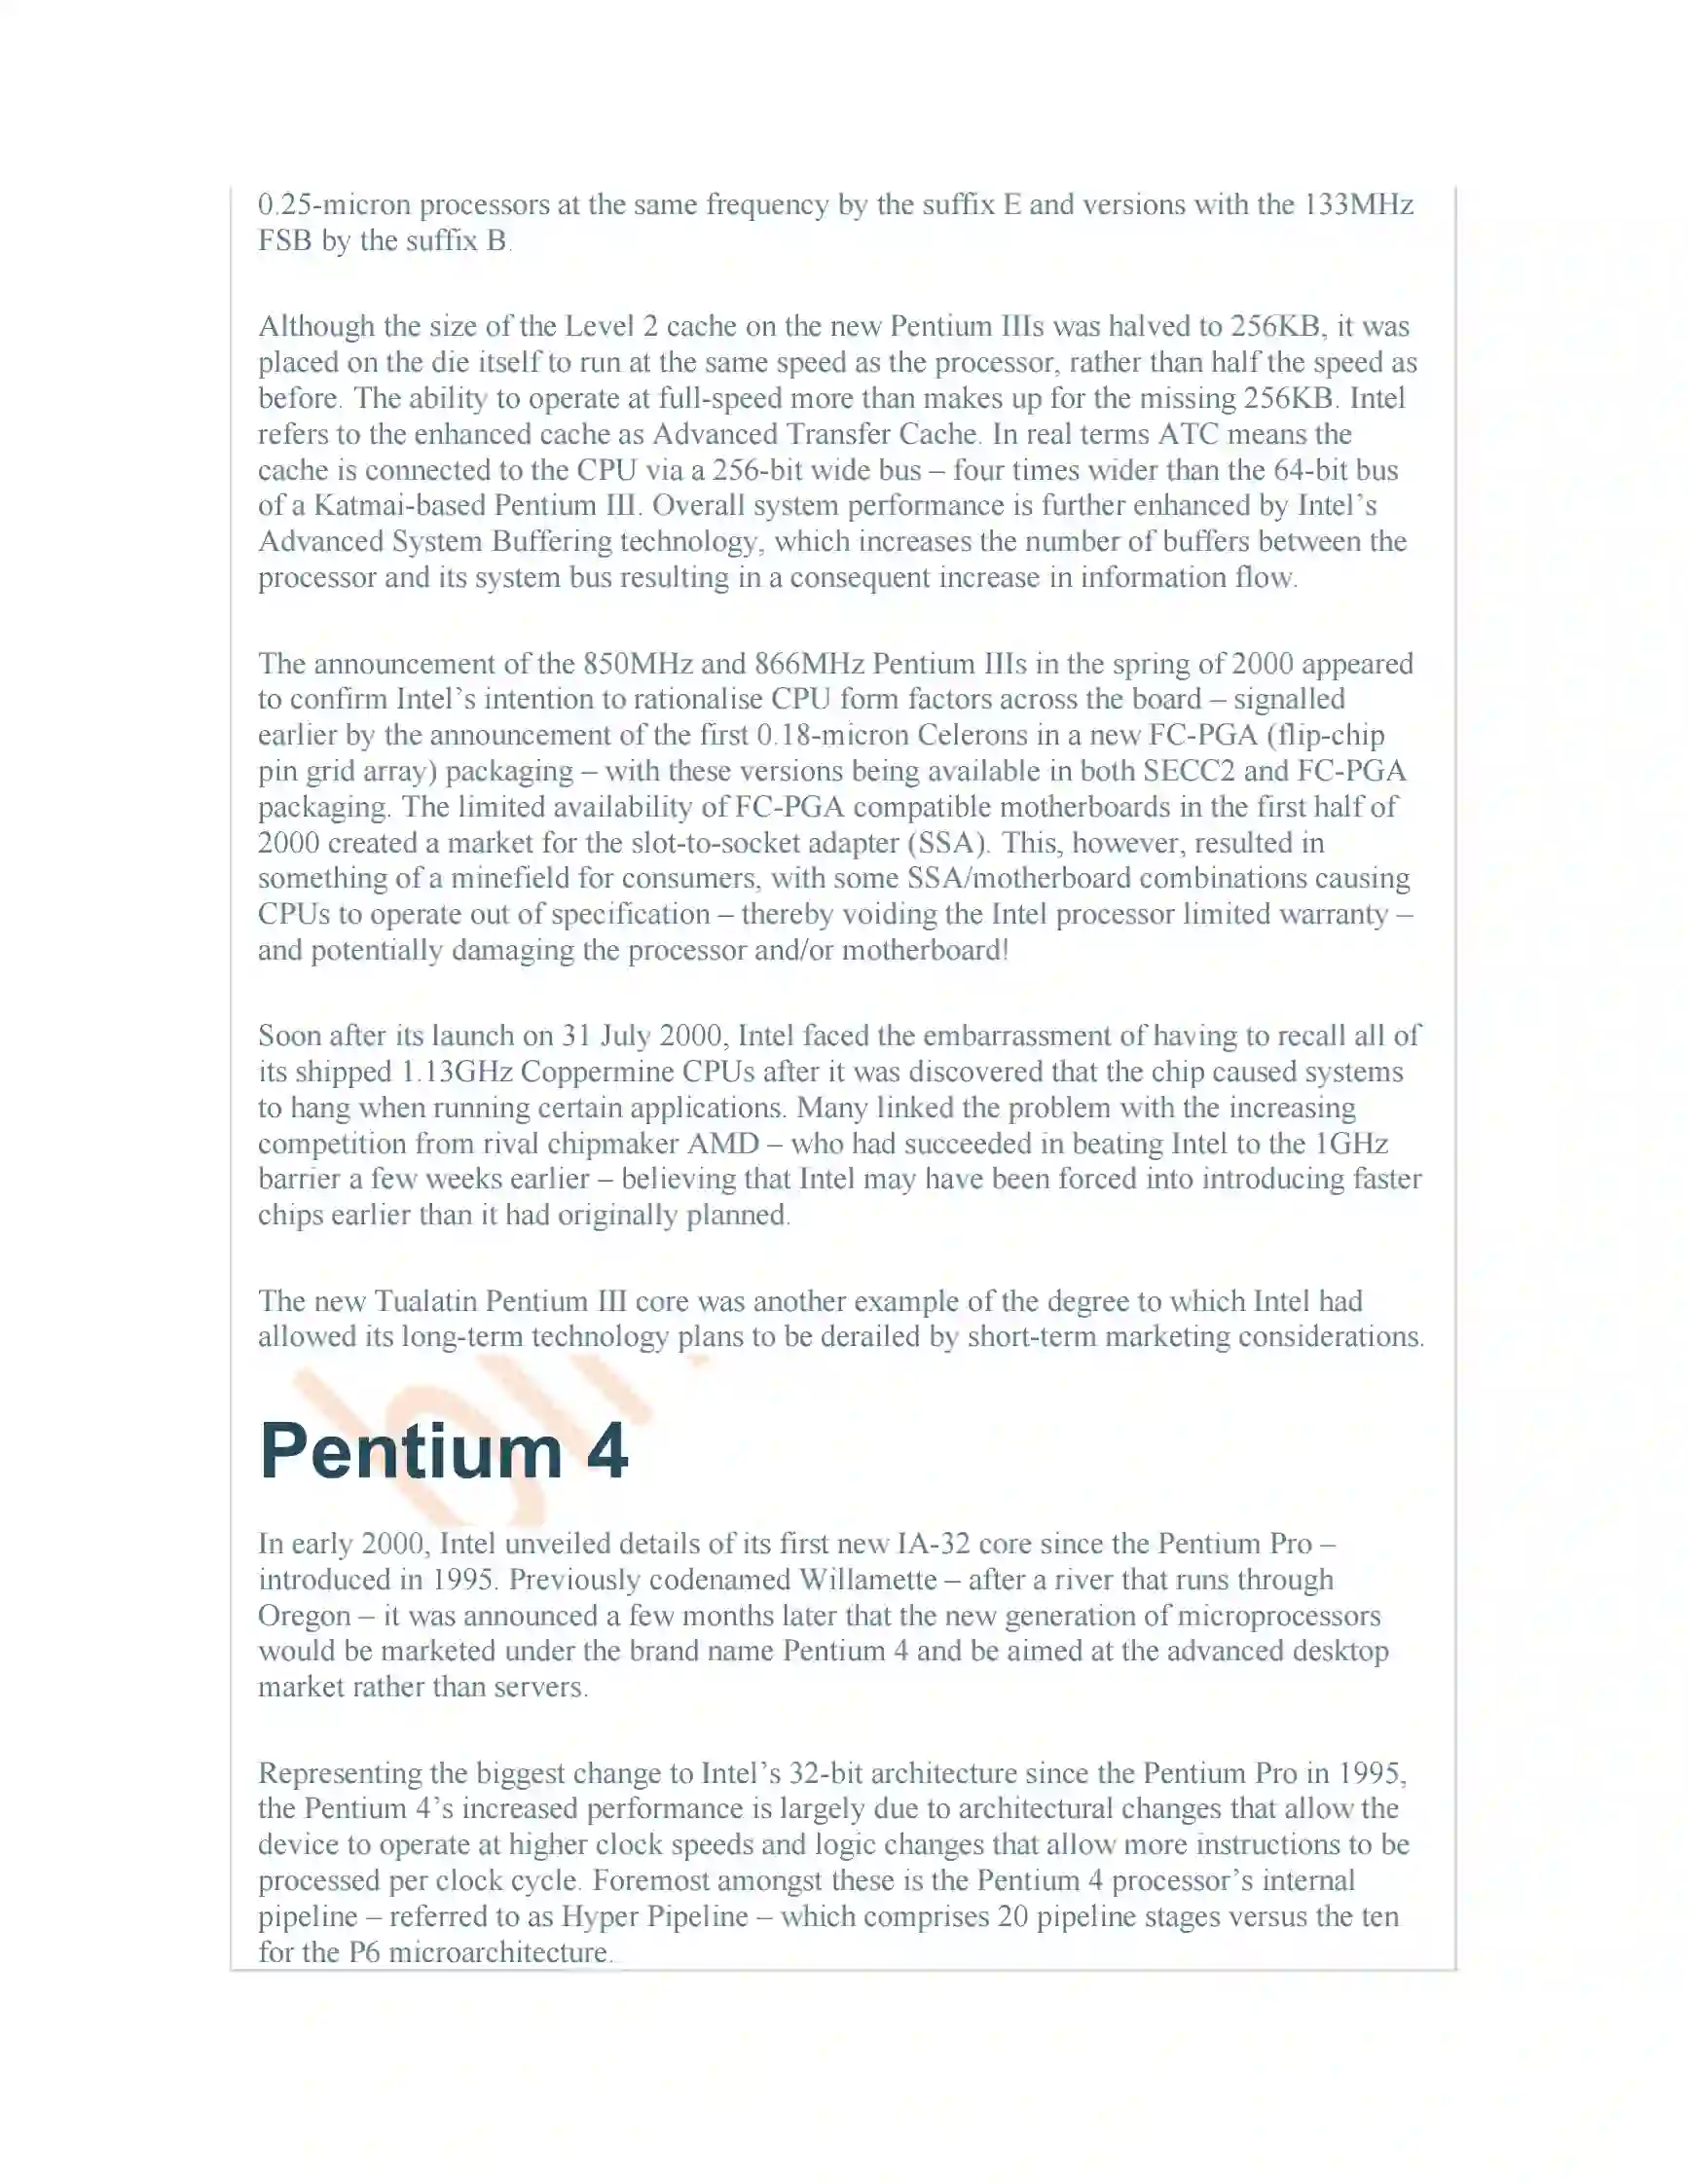 0.25-micron processors at the same frequency by the suffix E and versions with the 133MHz
FSB by the suffix B.
Although the size of the Level 2 cache on the new Pentium IIIs was halved to 256KB, it was
placed on the die itself to run at the same speed as the processor, rather than half the speed as
before. The ability to operate at full-speed more than makes up for the missing 256KB. Intel
refers to the enhanced cache as Advanced Transfer Cache. In real terms ATC means the
cache is connected to the CPU via a 256-bit wide bus – four times wider than the 64-bit bus
of a Katmai-based Pentium III. Overall system performance is further enhanced by Intel’s
Advanced System Buffering technology, which increases the number of buffers between the
processor and its system bus resulting in a consequent increase in information flow.
The announcement of the 850MHz and 866MHz Pentium IIIs in the spring of 2000 appeared
to confirm Intel’s intention to rationalise CPU form factors across the board – signalled
earlier by the announcement of the first 0.18-micron Celerons in a new FC-PGA (flip-chip
pin grid array) packaging – with these versions being available in both SECC2 and FC-PGA
packaging. The limited availability of FC-PGA compatible motherboards in the first half of
2000 created a market for the slot-to-socket adapter (SSA). This, however, resulted in
something of a minefield for consumers, with some SSA/motherboard combinations causing
CPUs to operate out of specification – thereby voiding the Intel processor limited warranty –
and potentially damaging the processor and/or motherboard!
Soon after its launch on 31 July 2000, Intel faced the embarrassment of having to recall all of
its shipped 1.13GHz Coppermine CPUs after it was discovered that the chip caused systems
to hang when running certain applications. Many linked the problem with the increasing
competition from rival chipmaker AMD – who had succeeded in beating Intel to the 1GHz
barrier a few weeks earlier – believing that Intel may have been forced into introducing faster
chips earlier than it had originally planned.
The new Tualatin Pentium III core was another example of the degree to which Intel had
allowed its long-term technology plans to be derailed by short-term marketing considerations.
Pentium 4
In early 2000, Intel unveiled details of its first new IA-32 core since the Pentium Pro –
introduced in 1995. Previously codenamed Willamette – after a river that runs through
Oregon – it was announced a few months later that the new generation of microprocessors
would be marketed under the brand name Pentium 4 and be aimed at the advanced desktop
market rather than servers.
Representing the biggest change to Intel’s 32-bit architecture since the Pentium Pro in 1995,
the Pentium 4’s increased performance is largely due to architectural changes that allow the
device to operate at higher clock speeds and logic changes that allow more instructions to be
processed per clock cycle. Foremost amongst these is the Pentium 4 processor’s internal
pipeline – referred to as Hyper Pipeline – which comprises 20 pipeline stages versus the ten
for the P6 microarchitecture.